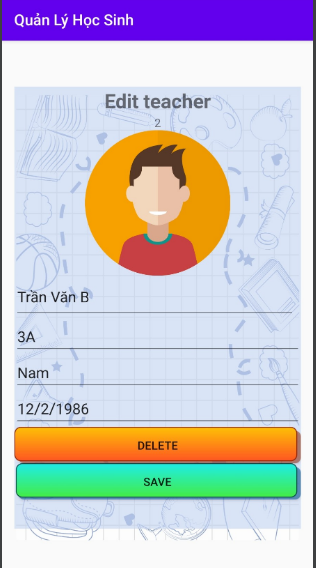 Quản Lý Học Sinh
Edit teacher
2
Trần Văn B
3A
Nam
12/2/1986
DELETE
SAVE